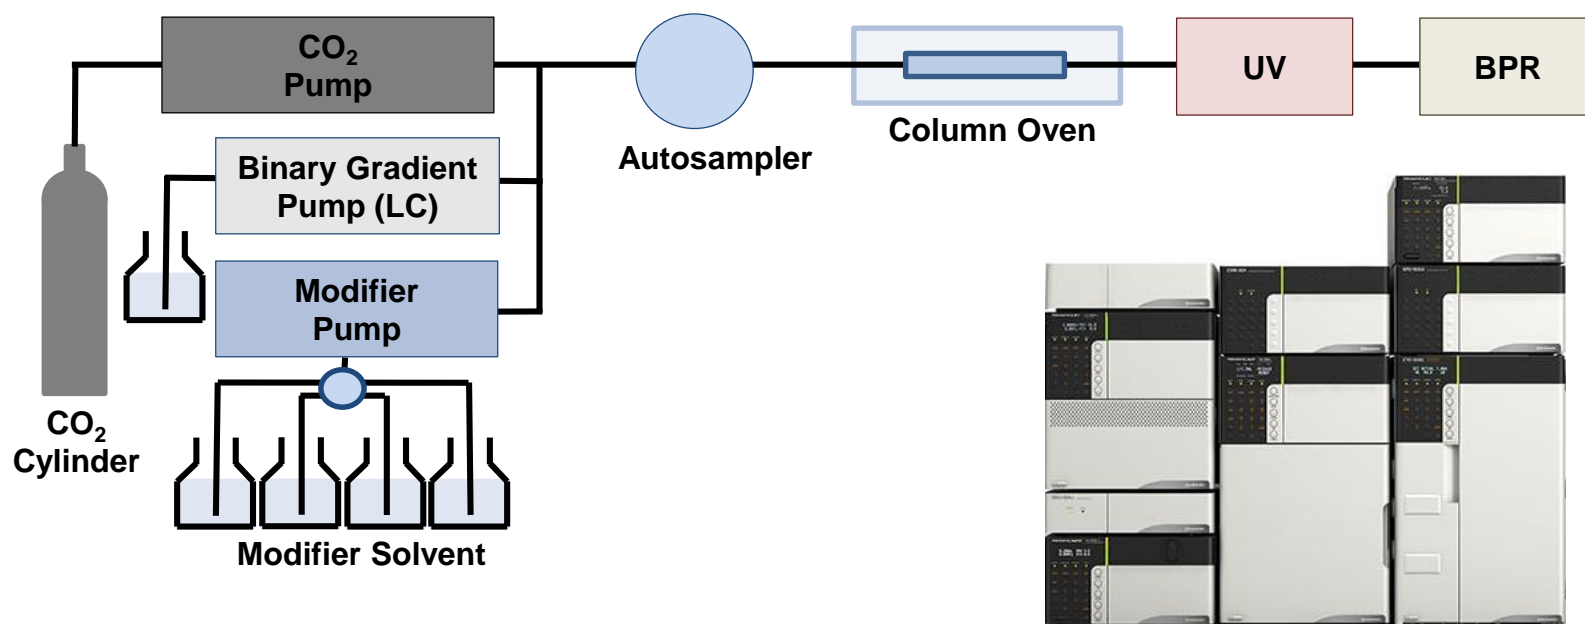 CO₂
Pump
UV
BPR
Column Oven
Autosampler
Binary Gradient
Pump (LC)
Modifier
Pump
CO₂
Cylinder
Modifier Solvent